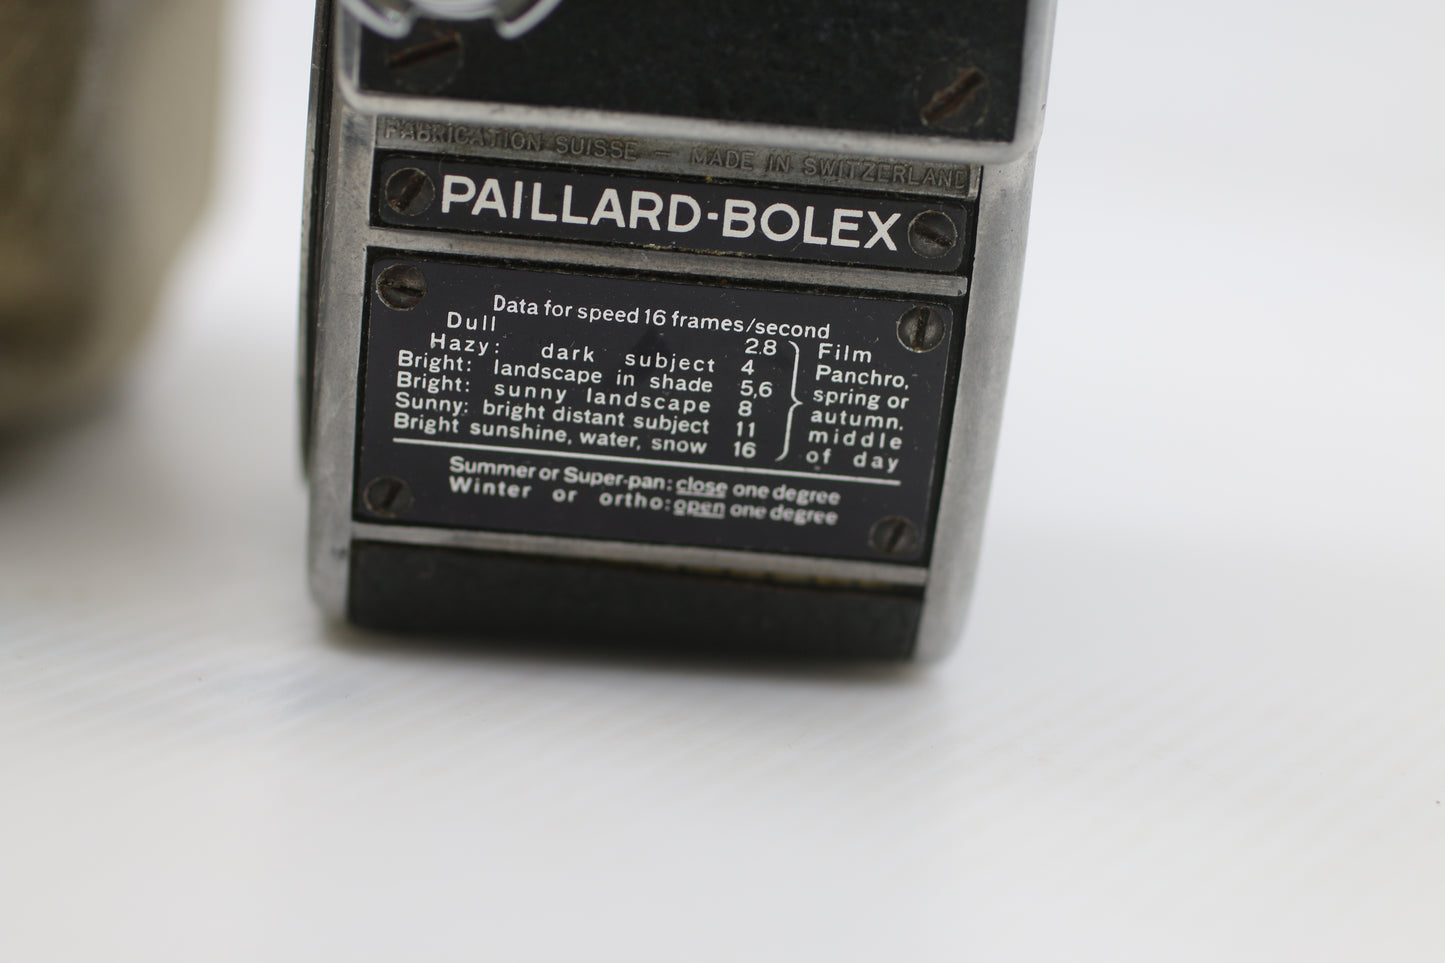 FABRICATION SUISSE — MADE IN SWITZERLAND
PAILLARD-BOLEX
Data for speed 16 frames/second
Dull 2.8
Hazy: dark subject 4
Bright: landscape in shade 5,6
Bright: sunny landscape 8
Sunny: bright distant subject 11
Bright sunshine, water, snow 16
Film
Panchro,
spring or
autumn.
middle
of day
Summer or Super-pan: close one degree
Winter or ortho: open one degree